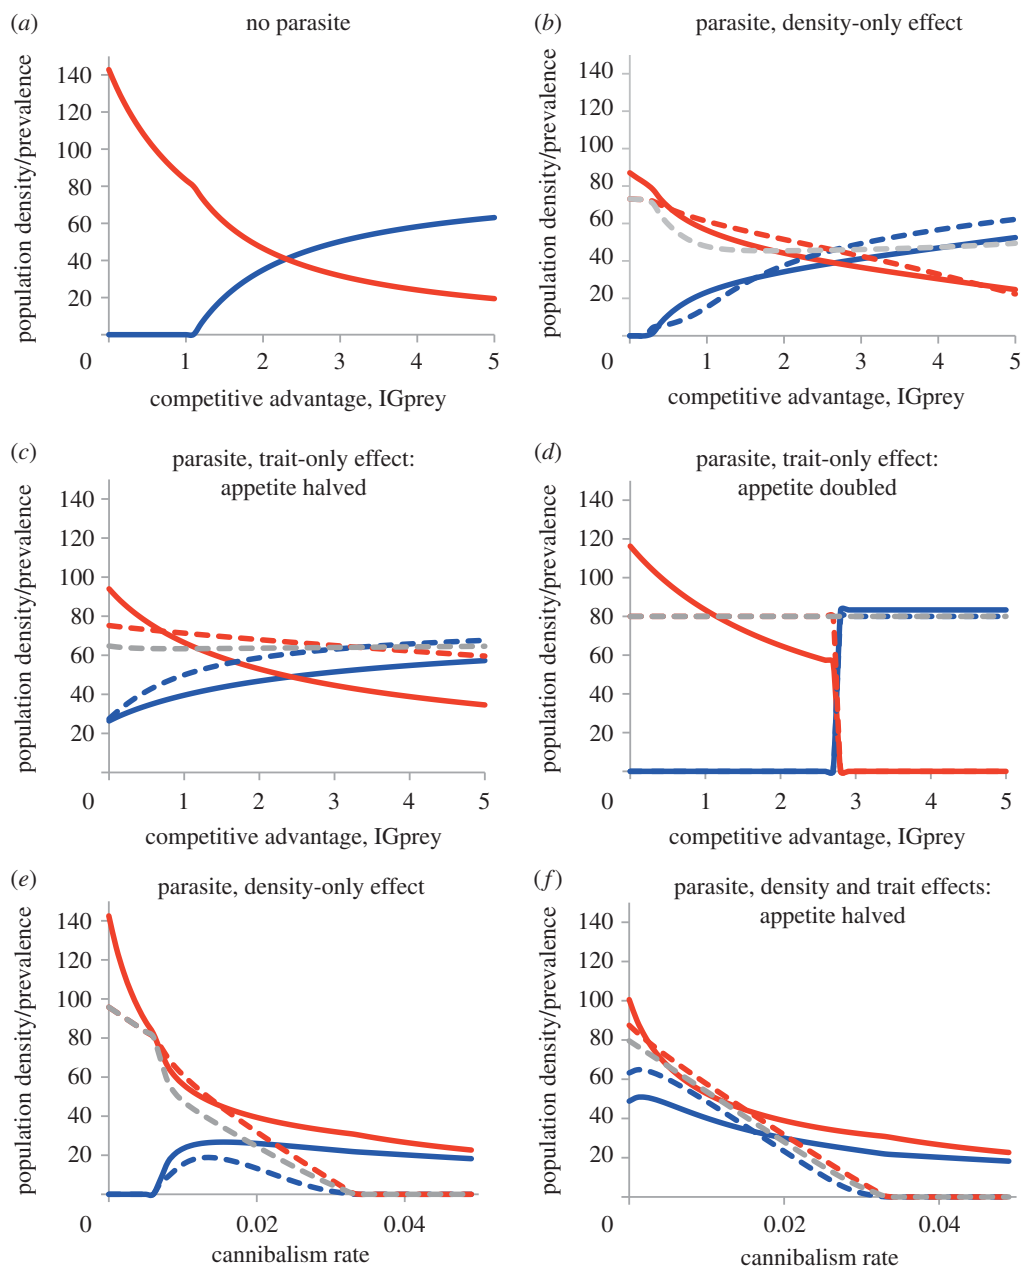 (a)
no parasite
population density/prevalence
140
120
100
80
60
40
20
0
1
2
3
4
5
competitive advantage, IGprey
(b)
parasite, density-only effect
population density/prevalence
140
120
100
80
60
40
20
0
1
2
3
4
5
competitive advantage, IGprey
(c)
parasite, trait-only effect:
appetite halved
population density/prevalence
140
120
100
80
60
40
20
0
1
2
3
4
5
competitive advantage, IGprey
(d)
parasite, trait-only effect:
appetite doubled
population density/prevalence
140
120
100
80
60
40
20
0
1
2
3
4
5
competitive advantage, IGprey
(e)
parasite, density-only effect
population density/prevalence
140
120
100
80
60
40
20
0
0.02
0.04
cannibalism rate
(f)
parasite, density and trait effects:
appetite halved
population density/prevalence
140
120
100
80
60
40
20
0
0.02
0.04
cannibalism rate